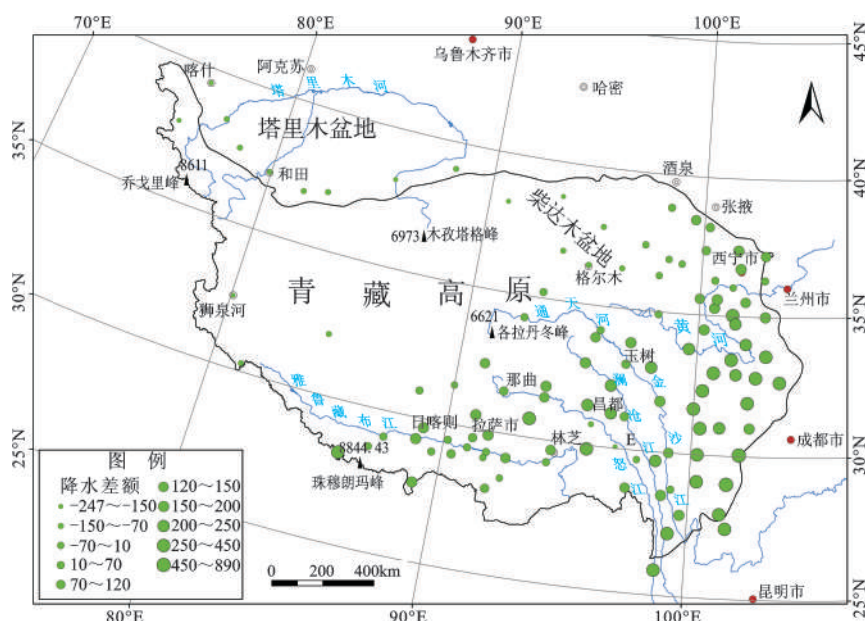 70°E
80°E
90°E
100°E
45°N
乌鲁木齐市
喀什
阿克苏
塔里木河
哈密
塔里木盆地
35°N
8611
乔戈里峰
和田
酒泉
40°N
张掖
6973
木孜塔格峰
柴达木盆地
西宁市
格尔木
兰州市
30°N
狮泉河
青藏高原
6621
各拉丹冬峰
通天河
黄河
35°N
玉树
那曲
澜沧江
金沙江
昌都
雅鲁藏布江
日喀则
拉萨市
林芝
E
怒江
成都市
25°N
8844.43
珠穆朗玛峰
30°N
图 例
降水差额
-247~-150
-150~-70
-70~10
10~70
70~120
120~150
150~200
200~250
250~450
450~890
0 200 400km
昆明市
25°N
80°E
90°E
100°E